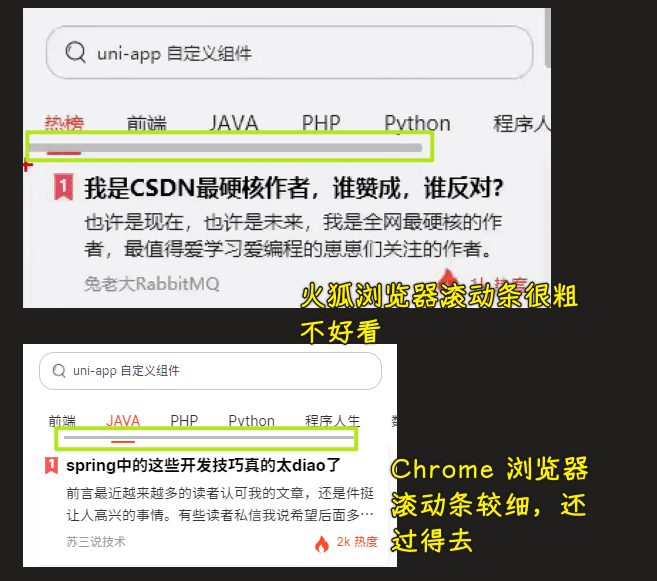 uni-app 自定义组件
热榜 前端 JAVA PHP Python 程序人
1 我是CSDN最硬核作者，谁赞成，谁反对？
也许是现在，也许是未来，我是全网最硬核的作
者，最值得爱学习爱编程的崽崽们关注的作者。
兔老大RabbitMQ
热度
火狐浏览器滚动条很粗
不好看
uni-app 自定义组件
前端 JAVA PHP Python 程序人生
1 spring中的这些开发技巧真的太diao了
前言最近越来越多的读者认可我的文章，还是件挺
让人高兴的事情。有些读者私信我说希望后面多…
苏三说技术 2k 热度
Chrome 浏览器
滚动条较细，还
过得去